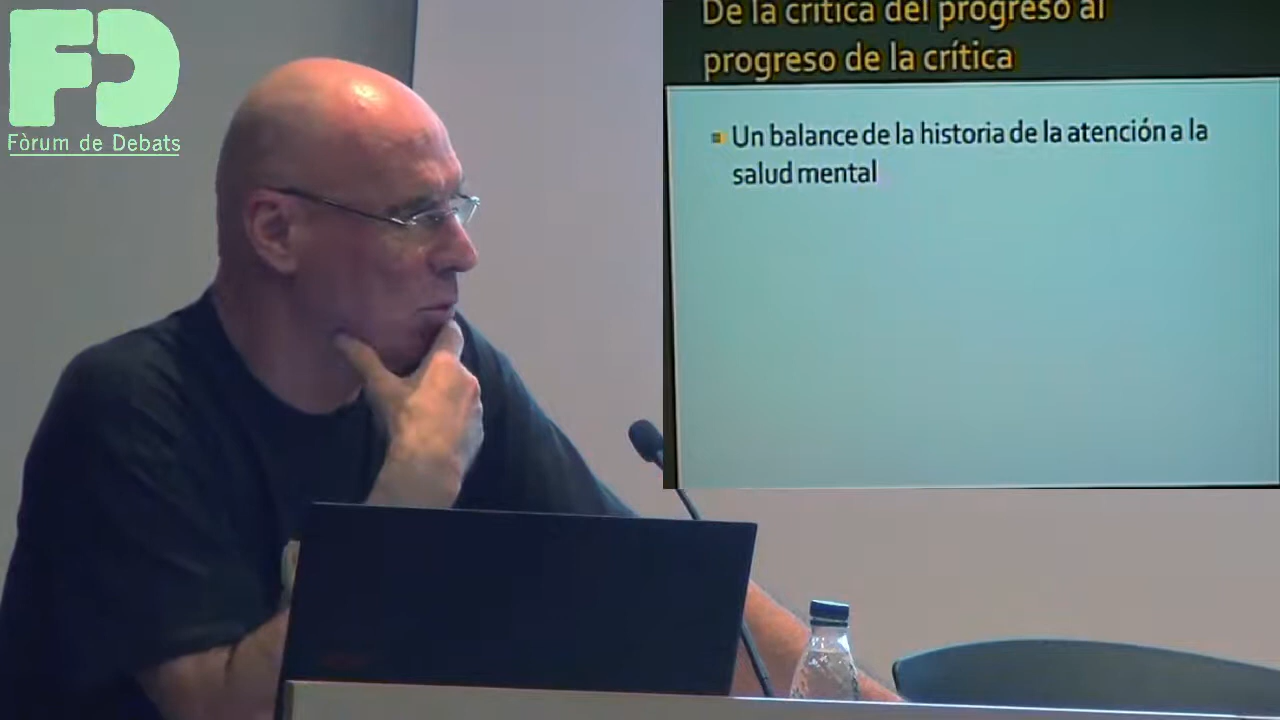 FD
Fòrum de Debats
De la crítica del progreso al
progreso de la crítica
Un balance de la historia de la atención a la
salud mental